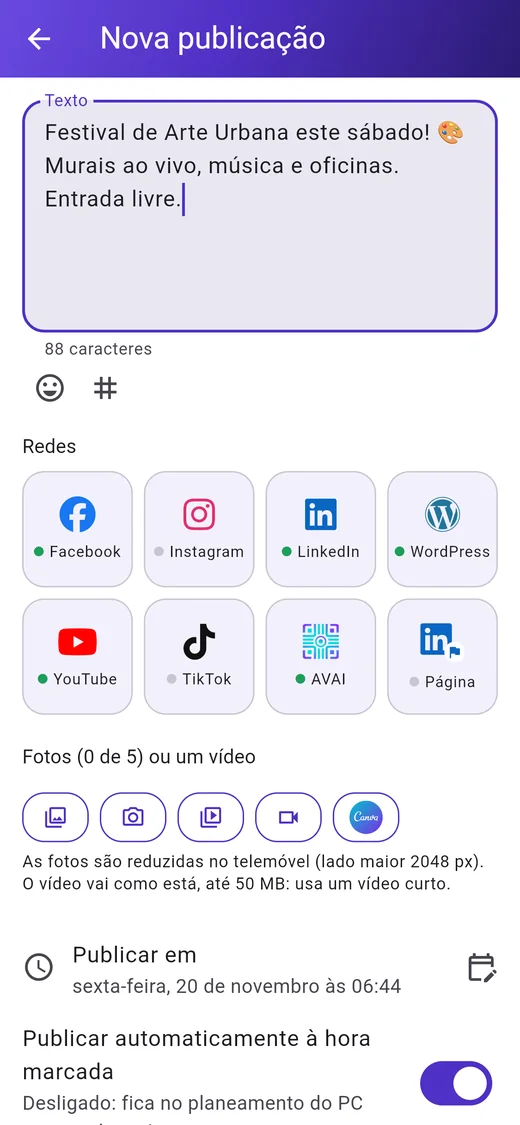 Nova publicação
Texto
Festival de Arte Urbana este sábado! 🎨
Murais ao vivo, música e oficinas.
Entrada livre.
88 caracteres
Redes
Facebook
Instagram
LinkedIn
WordPress
YouTube
TikTok
AVAI
Página
Fotos (0 de 5) ou um vídeo
Canva
As fotos são reduzidas no telemóvel (lado maior 2048 px).
O vídeo vai como está, até 50 MB: usa um vídeo curto.
Publicar em
sexta-feira, 20 de novembro às 06:44
Publicar automaticamente à hora
marcada
Desligado: fica no planeamento do PC